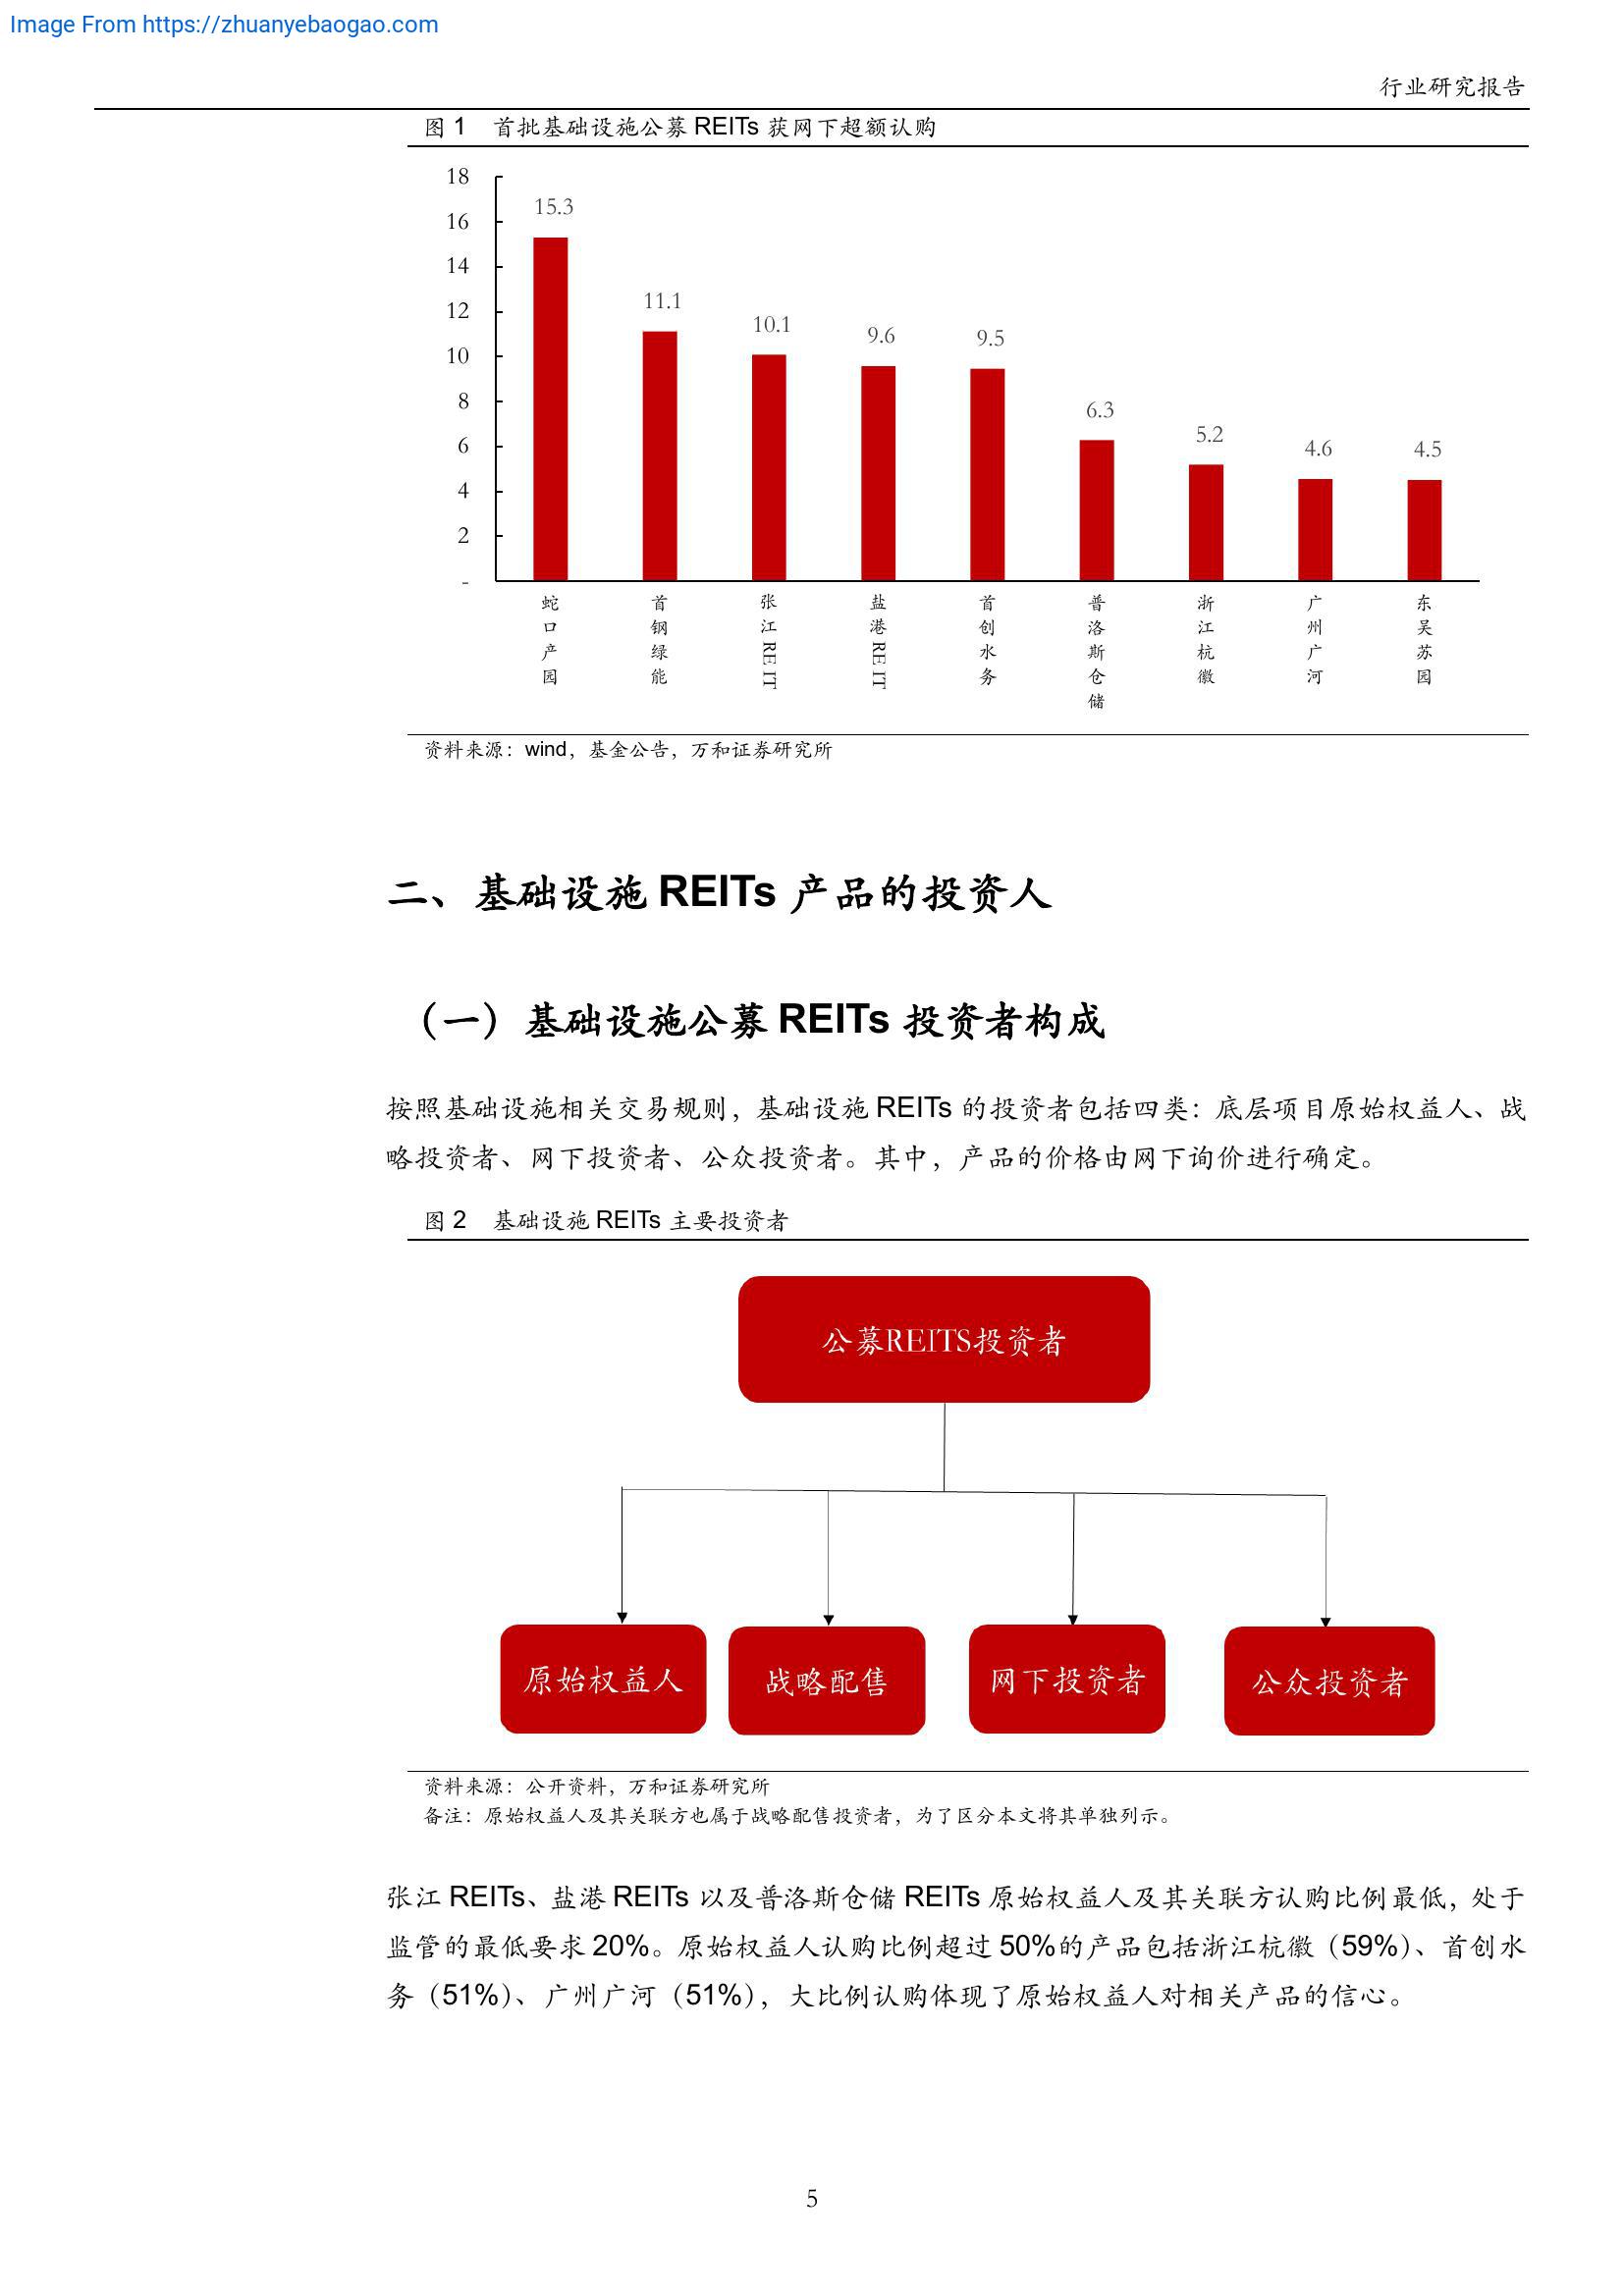 Image From https://zhuanyebaogao.com
行业研究报告
图 1 首批基础设施公募 REITs 获网下超额认购
18
16
14
12
10
8
6
4
2
-
15.3
11.1
10.1
9.6
9.5
6.3
5.2
4.6
4.5
蛇口产园
首钢绿能
张江REIT
盐港REIT
首创水务
普洛斯仓储
浙江杭徽
广州广河
东吴苏园
资料来源：wind，基金公告，万和证券研究所
二、基础设施 REITs 产品的投资人
（一）基础设施公募 REITs 投资者构成
按照基础设施相关交易规则，基础设施 REITs 的投资者包括四类：底层项目原始权益人、战
略投资者、网下投资者、公众投资者。其中，产品的价格由网下询价进行确定。
图 2 基础设施 REITs 主要投资者
公募REITS投资者
原始权益人
战略配售
网下投资者
公众投资者
资料来源：公开资料，万和证券研究所
备注：原始权益人及其关联方也属于战略配售投资者，为了区分本文将其单独列示。
张江 REITs、盐港 REITs 以及普洛斯仓储 REITs 原始权益人及其关联方认购比例最低，处于
监管的最低要求 20%。原始权益人认购比例超过 50%的产品包括浙江杭徽（59%）、首创水
务（51%）、广州广河（51%），大比例认购体现了原始权益人对相关产品的信心。
5